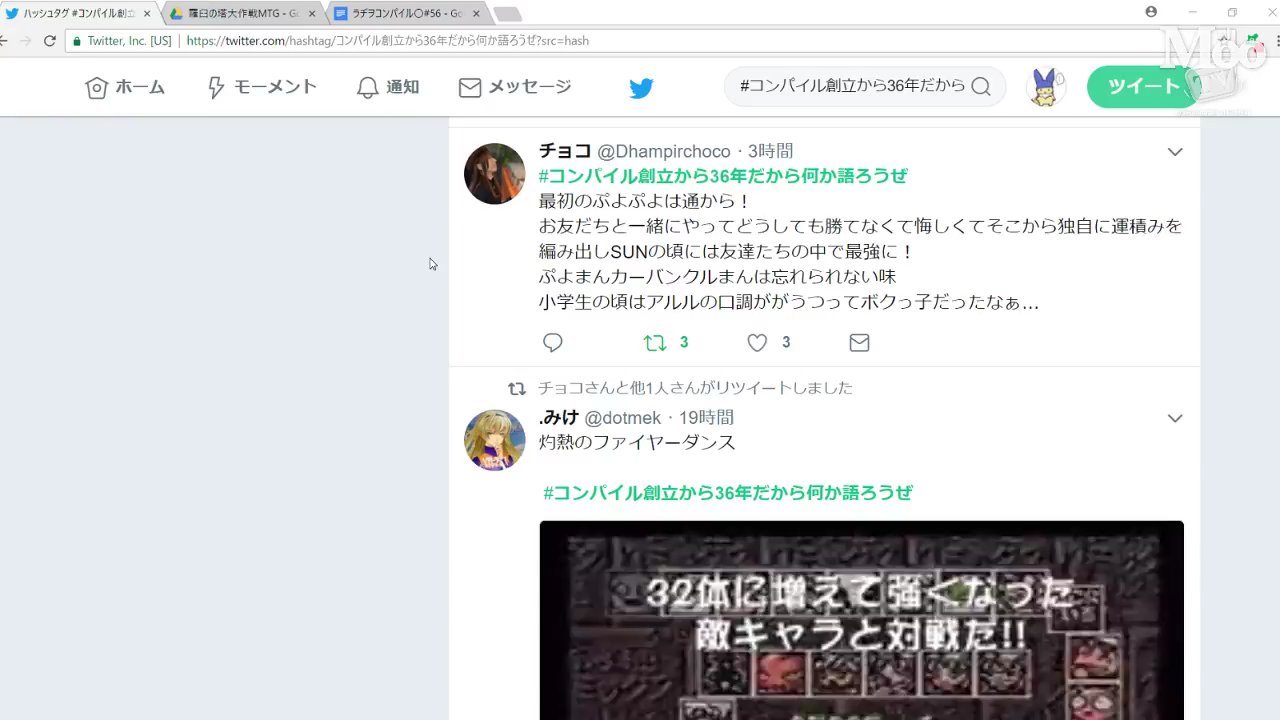 ハッシュタグ #コンパイル創立
羅臼の塔大作戦MTG - Go
ラヂヲコンパイル〇#56 - Go
Twitter, Inc. [US] | https://twitter.com/hashtag/コンパイル創立から36年だから何か語ろうぜ?src=hash
Moo
ホーム モーメント 通知 メッセージ #コンパイル創立から36年だから ツイート
チョコ @Dhampirchoco · 3時間
#コンパイル創立から36年だから何か語ろうぜ
最初のぷよぷよは通から！
お友だちと一緒にやってどうしても勝てなくて悔しくてそこから独自に運積みを
編み出しSUNの頃には友達たちの中で最強に！
ぷよまんカーバンクルまんは忘れられない味
小学生の頃はアルルの口調ががうつってボクっ子だったなぁ…
3 3
チョコさんと他1人さんがリツイートしました
.みけ @dotmek · 19時間
灼熱のファイヤーダンス
#コンパイル創立から36年だから何か語ろうぜ
32体に増えて強くなった
敵キャラと対戦だ!!